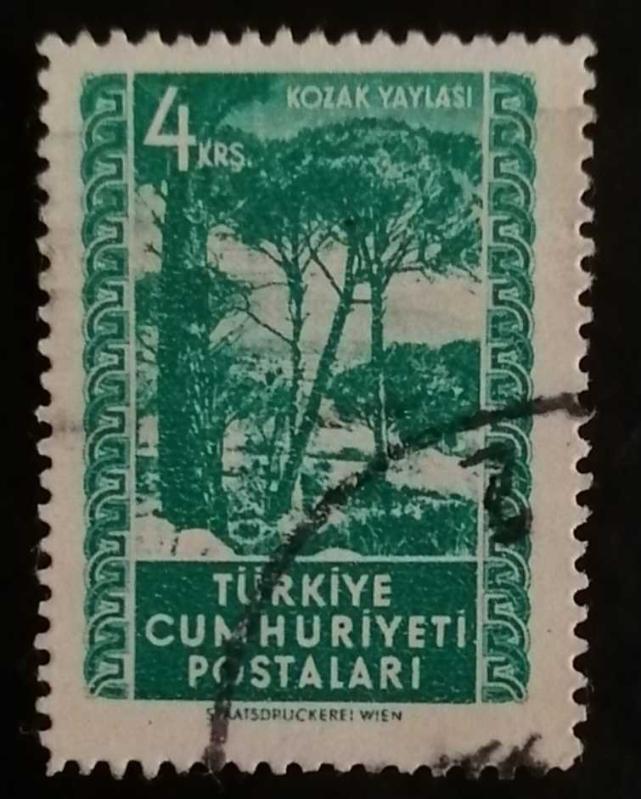 KOZAK YAYLASI
4 KRŞ.
TÜRKİYE
CUMHURİYETİ
POSTALARI
STAATSDRUCKEREI WIEN